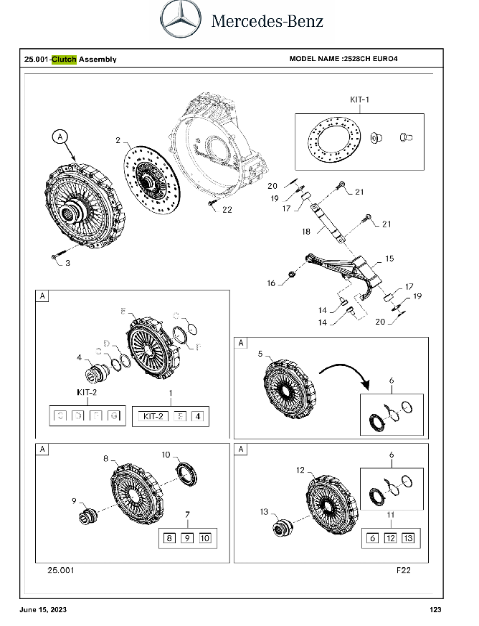 Mercedes-Benz
25.001-Clutch Assembly
MODEL NAME :2528CH EURO4
KIT-1
A
2
20
19
17
21
18
21
22
15
3
16
17
14
19
14
20
A
E
D
4
F
KIT-2
1
KIT-2
4
A
5
6
A
8
10
9
7
8 9 10
A
12
6
13
11
6 12 13
25.001
F22
June 15, 2023
123